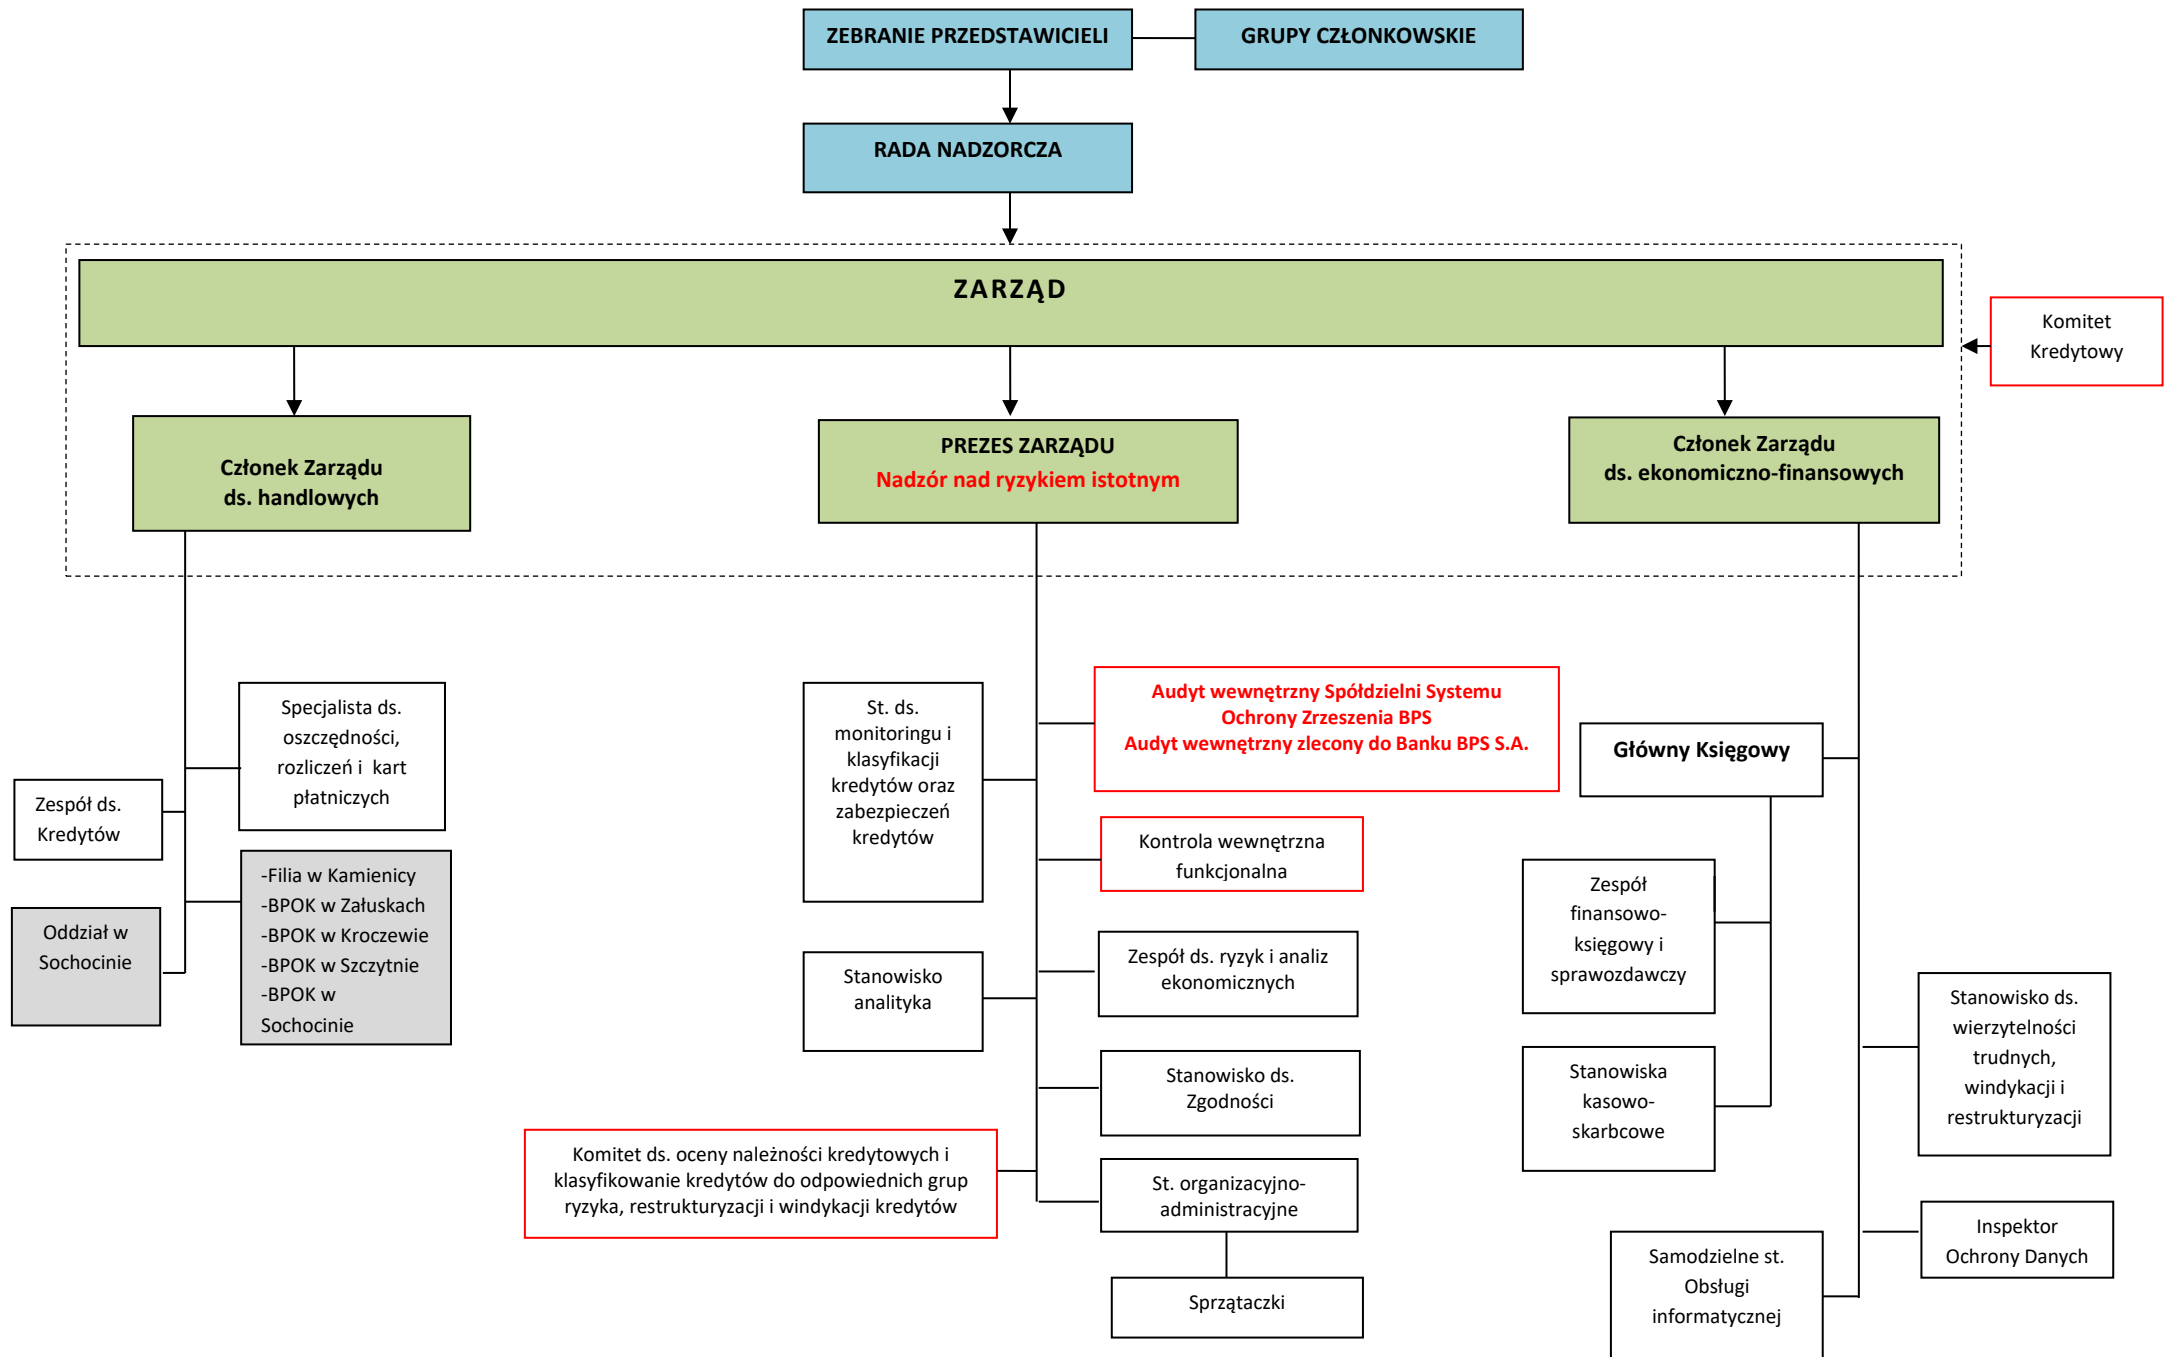 ZEBRANIE PRZEDSTAWICIELI
GRUPY CZŁONKOWSKIE
RADA NADZORCZA
ZARZĄD
Komitet
Kredytowy
Członek Zarządu
ds. handlowych
PREZES ZARZĄDU
Nadzór nad ryzykiem istotnym
Członek Zarządu
ds. ekonomiczno-finansowych
Specjalista ds.
oszczędności,
rozliczeń i kart
płatniczych
Zespół ds.
Kredytów
-Filia w Kamienicy
-BPOK w Załuskach
-BPOK w Kroczewie
-BPOK w Szczytnie
-BPOK w
Sochocinie
Oddział w
Sochocinie
St. ds.
monitoringu i
klasyfikacji
kredytów oraz
zabezpieczeń
kredytów
Audyt wewnętrzny Spółdzielni Systemu
Ochrony Zrzeszenia BPS
Audyt wewnętrzny zlecony do Banku BPS S.A.
Kontrola wewnętrzna
funkcjonalna
Stanowisko
analityka
Zespół ds. ryzyk i analiz
ekonomicznych
Stanowisko ds.
Zgodności
Komitet ds. oceny należności kredytowych i
klasyfikowanie kredytów do odpowiednich grup
ryzyka, restrukturyzacji i windykacji kredytów
St. organizacyjno-
administracyjne
Sprzątaczki
Główny Księgowy
Zespół
finansowo-
księgowy i
sprawozdawczy
Stanowiska
kasowo-
skarbcowe
Stanowisko ds.
wierzytelności
trudnych,
windykacji i
restrukturyzacji
Inspektor
Ochrony Danych
Samodzielne st.
Obsługi
informatycznej